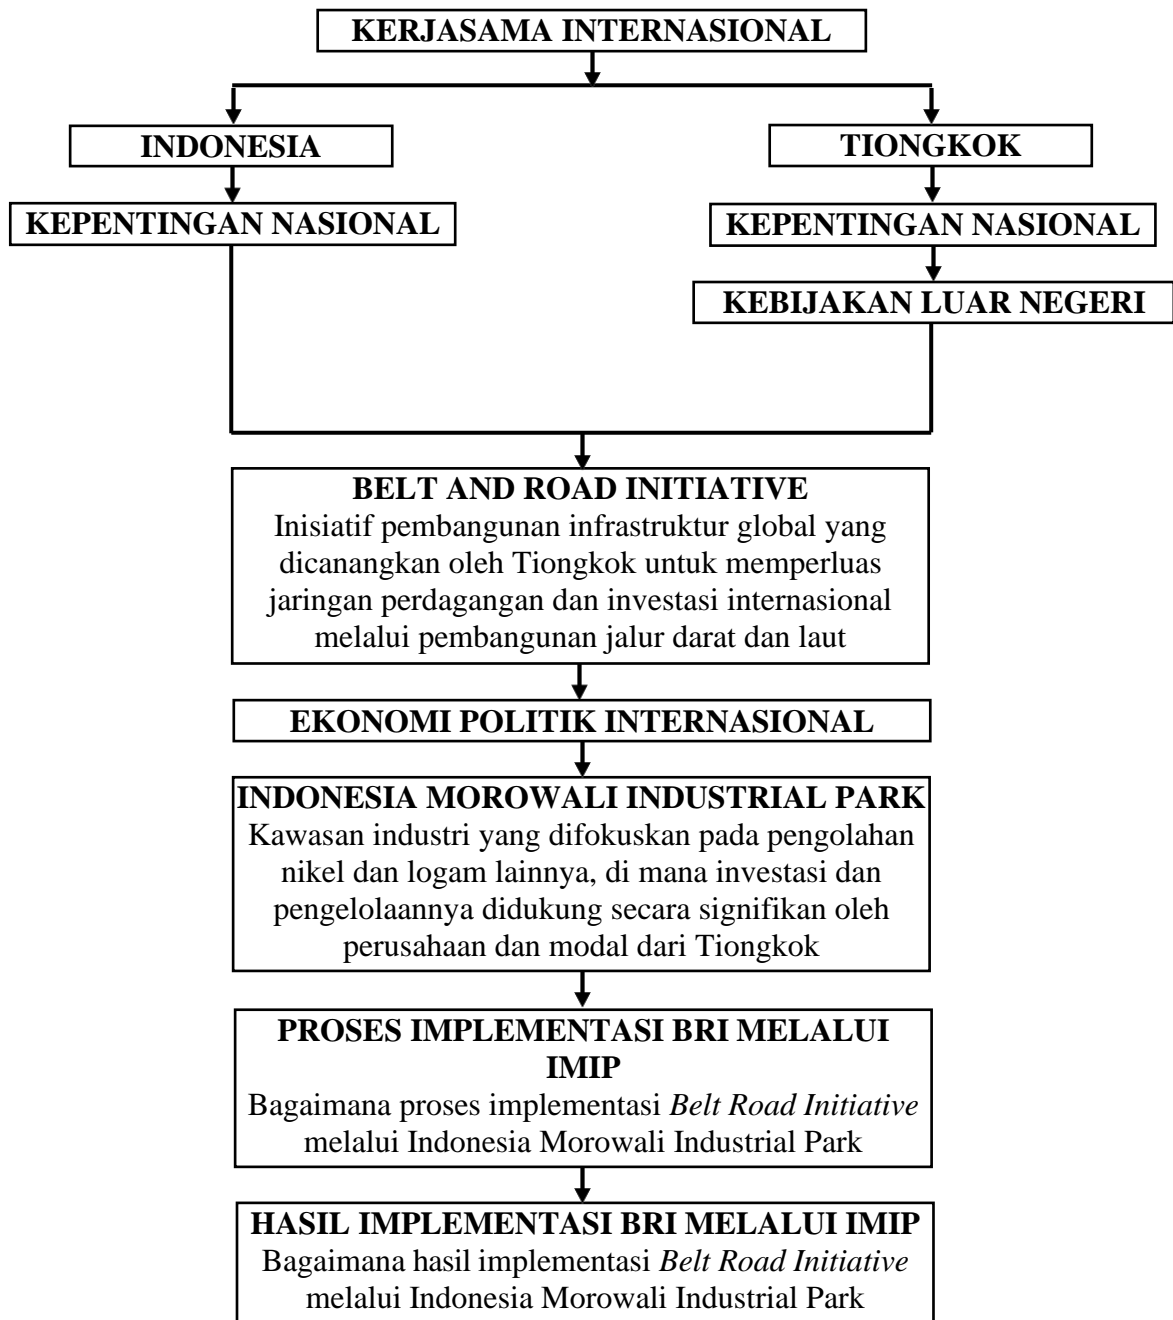 KERJASAMA INTERNASIONAL
INDONESIA
TIONGKOK
KEPENTINGAN NASIONAL
KEPENTINGAN NASIONAL
KEBIJAKAN LUAR NEGERI
BELT AND ROAD INITIATIVE
Inisiatif pembangunan infrastruktur global yang
dicanangkan oleh Tiongkok untuk memperluas
jaringan perdagangan dan investasi internasional
melalui pembangunan jalur darat dan laut
EKONOMI POLITIK INTERNASIONAL
INDONESIA MOROWALI INDUSTRIAL PARK
Kawasan industri yang difokuskan pada pengolahan
nikel dan logam lainnya, di mana investasi dan
pengelolaannya didukung secara signifikan oleh
perusahaan dan modal dari Tiongkok
PROSES IMPLEMENTASI BRI MELALUI
IMIP
Bagaimana proses implementasi Belt Road Initiative
melalui Indonesia Morowali Industrial Park
HASIL IMPLEMENTASI BRI MELALUI IMIP
Bagaimana hasil implementasi Belt Road Initiative
melalui Indonesia Morowali Industrial Park